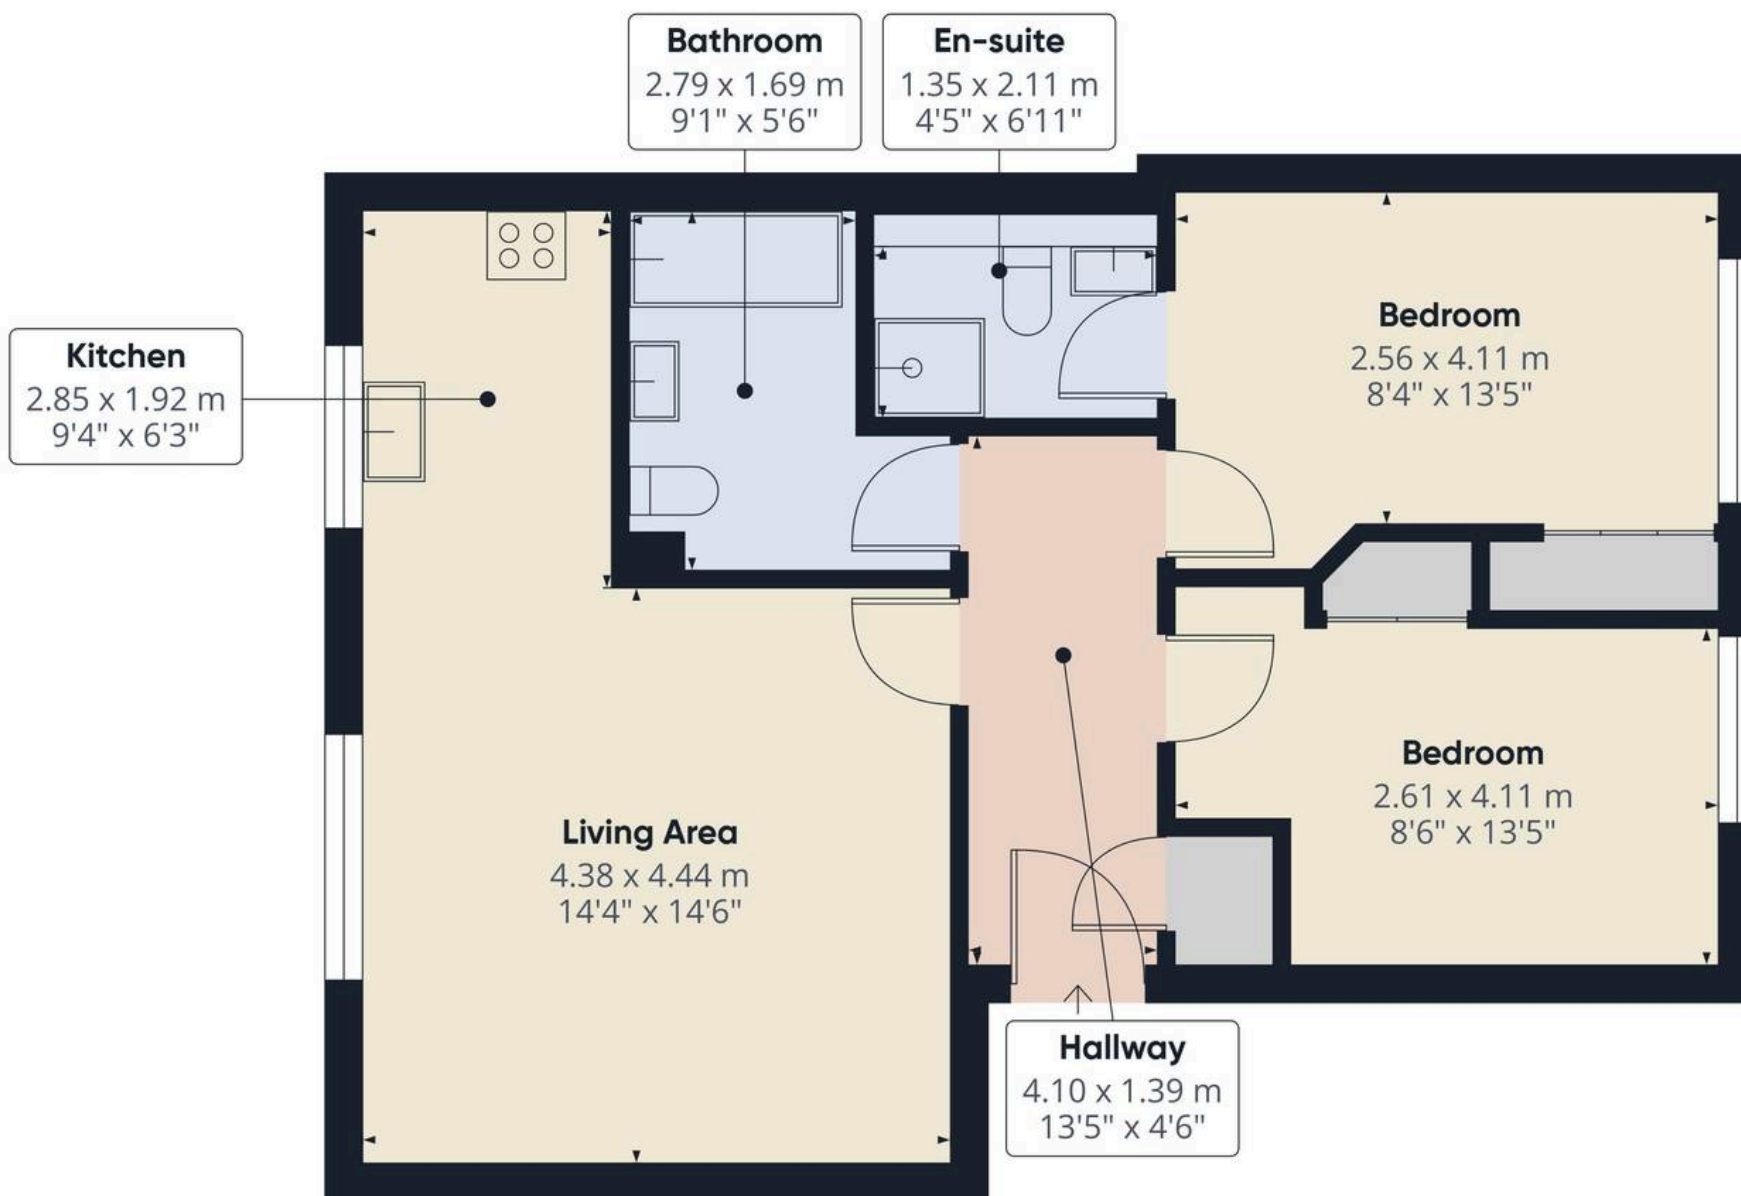 Bathroom
2.79 x 1.69 m
9'1" x 5'6"
En-suite
1.35 x 2.11 m
4'5" x 6'11"
Kitchen
2.85 x 1.92 m
9'4" x 6'3"
Bedroom
2.56 x 4.11 m
8'4" x 13'5"
Living Area
4.38 x 4.44 m
14'4" x 14'6"
Bedroom
2.61 x 4.11 m
8'6" x 13'5"
Hallway
4.10 x 1.39 m
13'5" x 4'6"